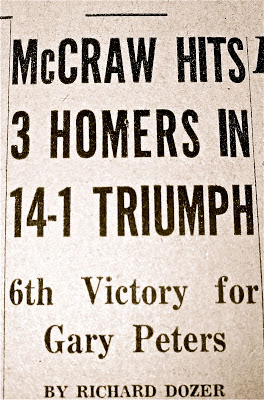 McCRAW HITS
3 HOMERS IN
14-1 TRIUMPH
6th Victory for
Gary Peters
BY RICHARD DOZER